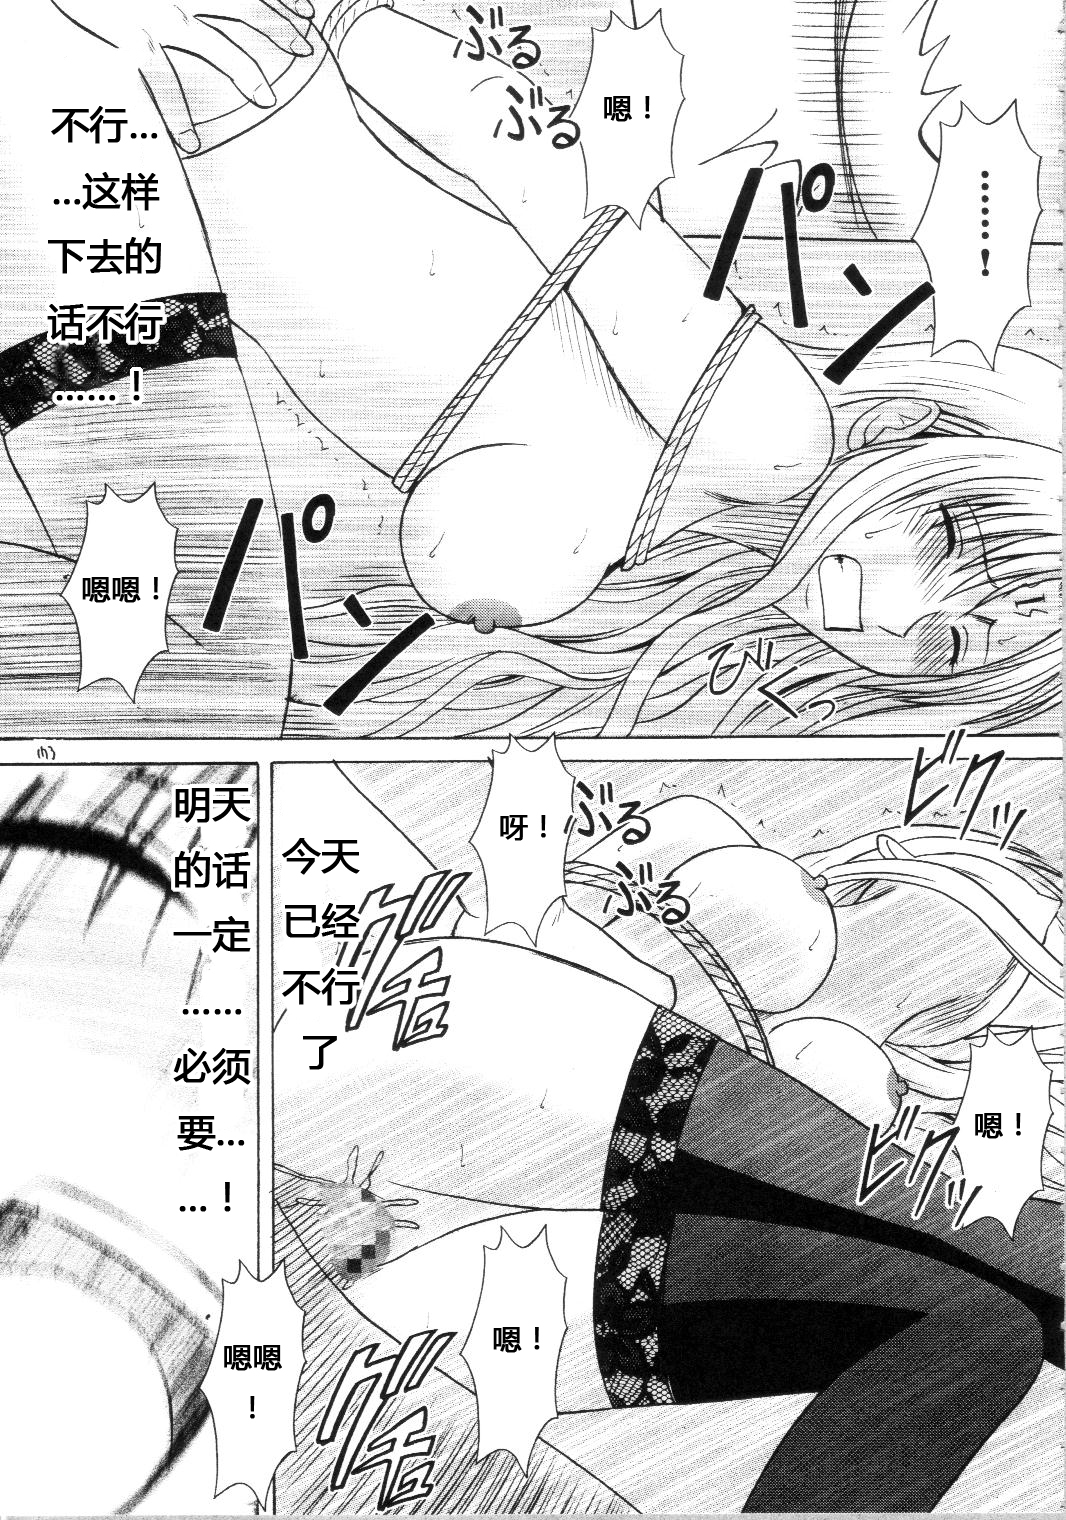 ……！
嗯！
ぶる
ぶる
パン
不行…
…这样
下去的
话不行
……！
パン
嗯嗯！
びくっ
ビクッ
呀！
ぶる
ぶる
グチュ
今天
已经
不行
了
嗯！
ビクッ
嗯！
グチュ
明天
的话
一定
……
必须
要…
…！
嗯嗯
！